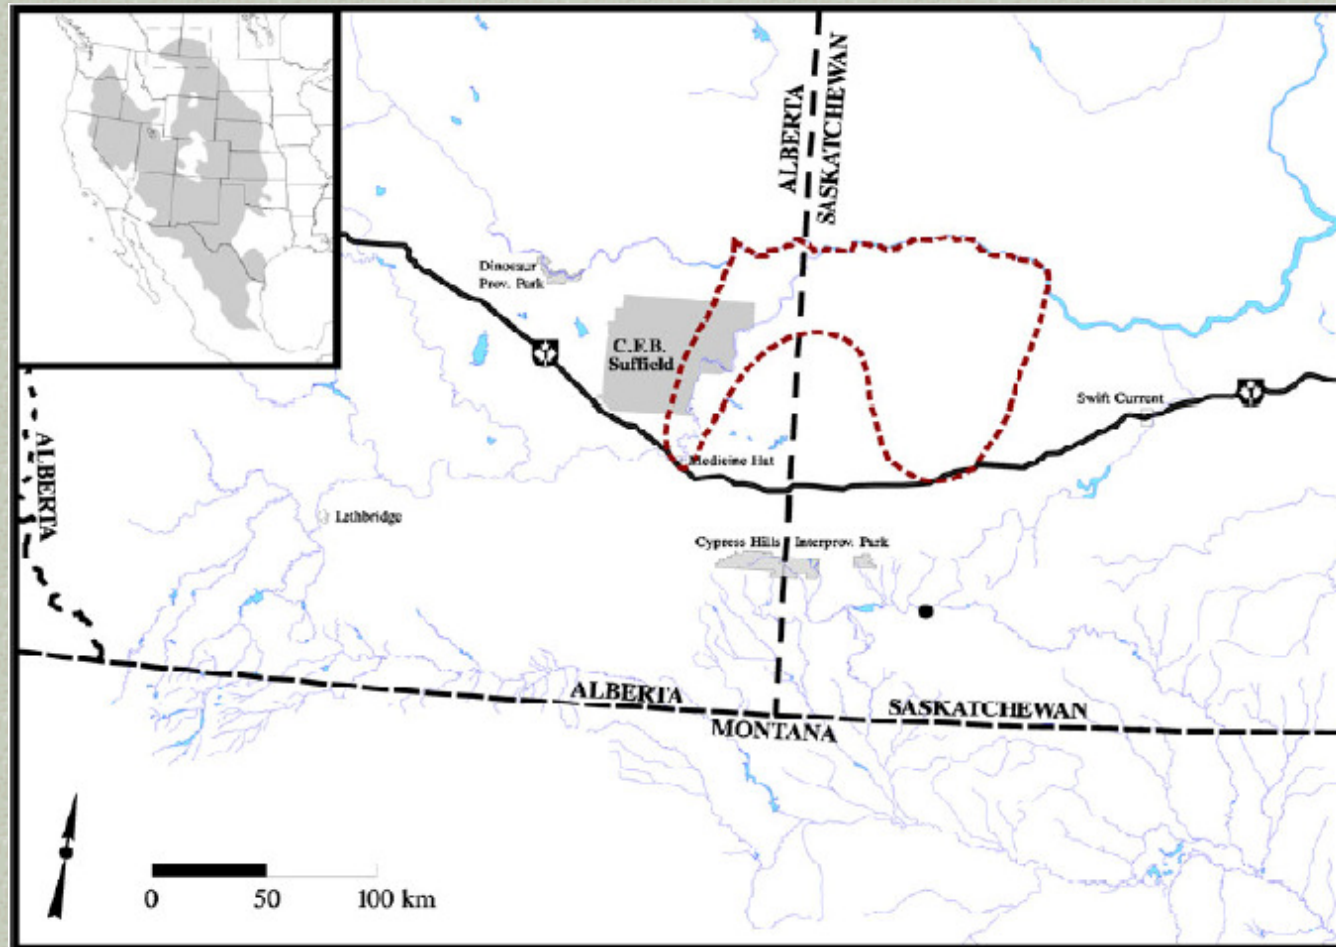 ALBERTA
SASKATCHEWAN
Dinosaur
Prov. Park
C.F.B.
Suffield
Swift Current
ALBERTA
Medicine Hat
Lethbridge
Cypress Hills Interprov. Park
ALBERTA
SASKATCHEWAN
MONTANA
0 50 100 km